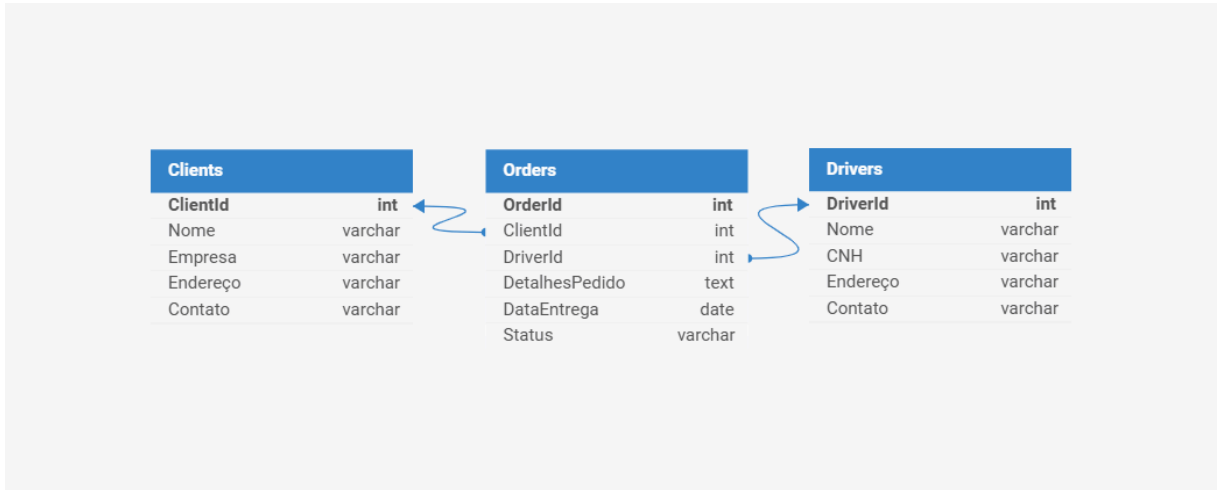 Clients
ClientId int
Nome varchar
Empresa varchar
Endereço varchar
Contato varchar
Orders
OrderId int
ClientId int
DriverId int
DetalhesPedido text
DataEntrega date
Status varchar
Drivers
DriverId int
Nome varchar
CNH varchar
Endereço varchar
Contato varchar